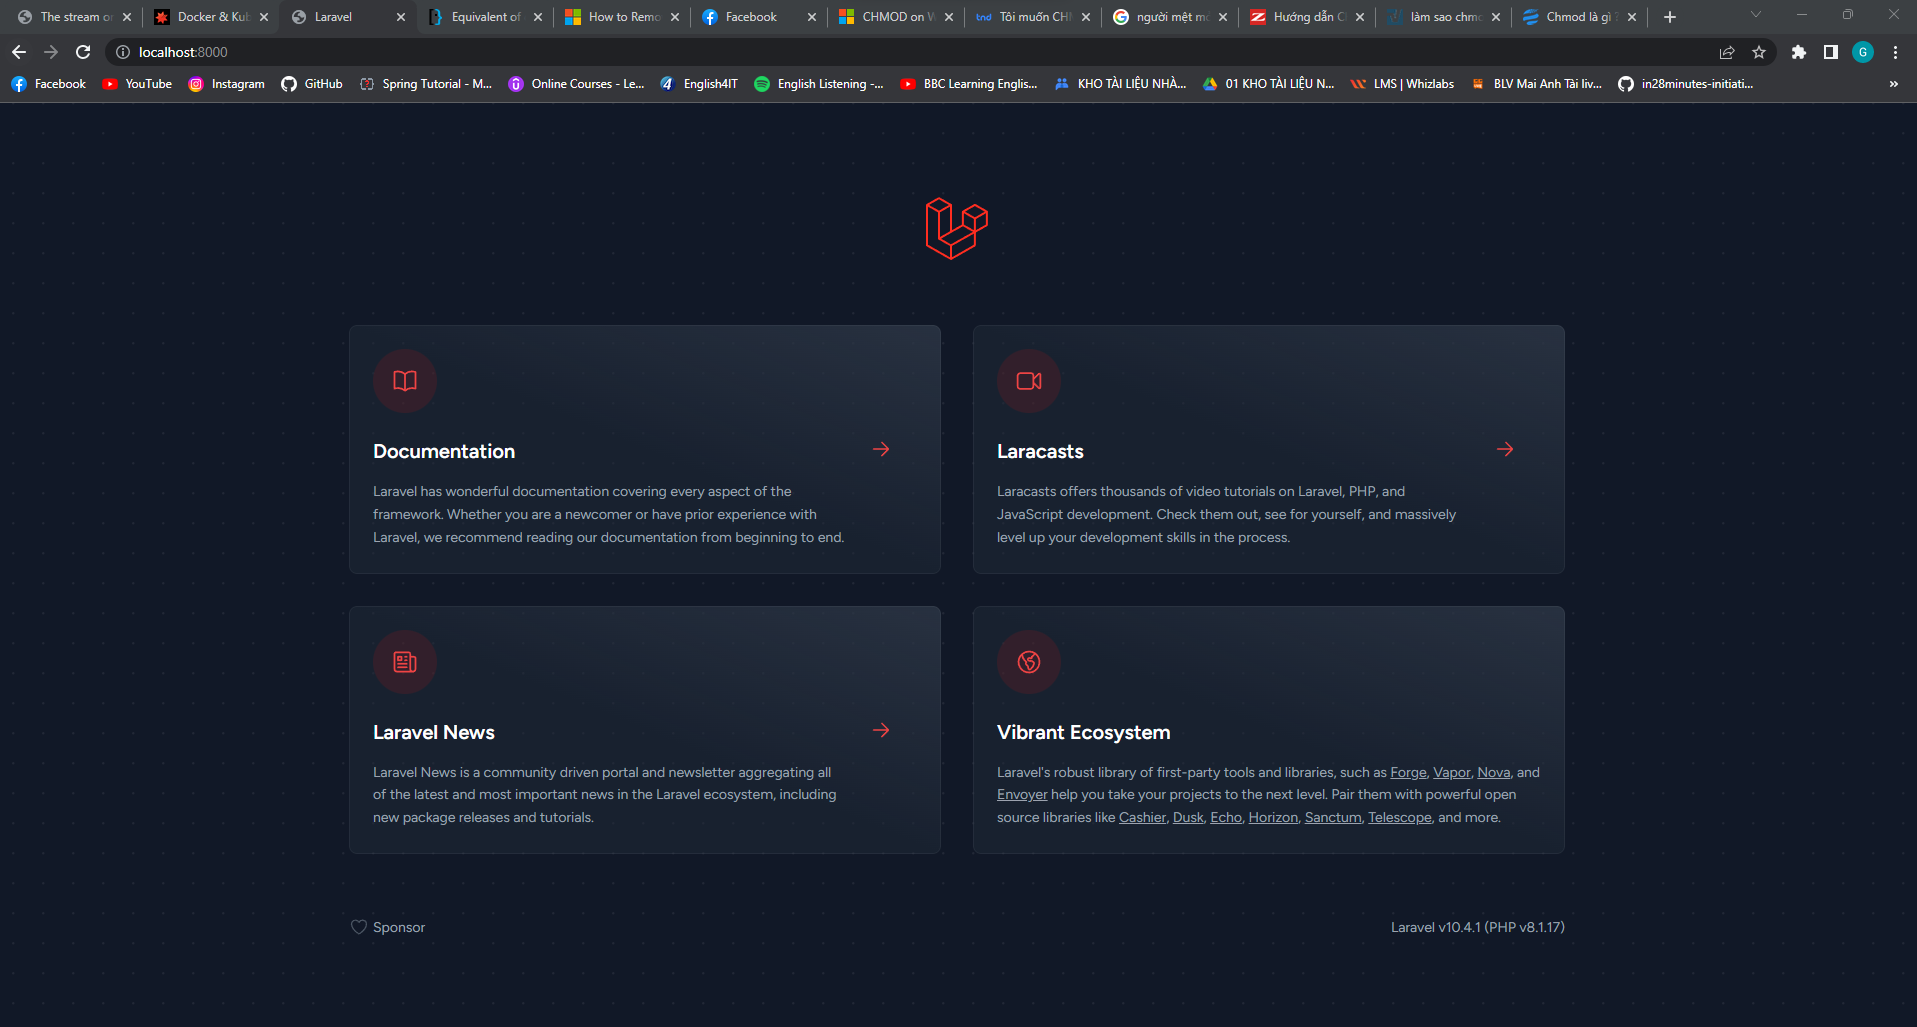 The stream o
Docker & Kub
Laravel
Equivalent of
How to Remo
Facebook
CHMOD on W
tnd
Tôi muốn CHM
người mệt mỏ
Hướng dẫn C
làm sao chmo
Chmod là gì ?
localhost:8000
G
Facebook
YouTube
Instagram
GitHub
Spring Tutorial - M...
Online Courses - Le...
English4IT
English Listening -...
BBC Learning Englis...
KHO TÀI LIỆU NHÀ...
01 KHO TÀI LIỆU N...
LMS | Whizlabs
BLV Mai Anh Tài liv...
in28minutes-initiati...
»
Documentation
Laravel has wonderful documentation covering every aspect of the
framework. Whether you are a newcomer or have prior experience with
Laravel, we recommend reading our documentation from beginning to end.
Laracasts
Laracasts offers thousands of video tutorials on Laravel, PHP, and
JavaScript development. Check them out, see for yourself, and massively
level up your development skills in the process.
Laravel News
Laravel News is a community driven portal and newsletter aggregating all
of the latest and most important news in the Laravel ecosystem, including
new package releases and tutorials.
Vibrant Ecosystem
Laravel's robust library of first-party tools and libraries, such as Forge, Vapor, Nova, and
Envoyer help you take your projects to the next level. Pair them with powerful open
source libraries like Cashier, Dusk, Echo, Horizon, Sanctum, Telescope, and more.
Sponsor
Laravel v10.4.1 (PHP v8.1.17)